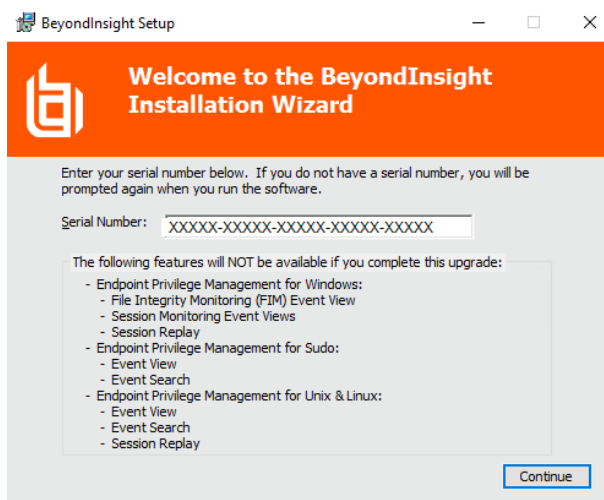 BeyondInsight Setup
Welcome to the BeyondInsight
Installation Wizard
Enter your serial number below.  If you do not have a serial number, you will be
prompted again when you run the software.
Serial Number: XXXXX-XXXXX-XXXXX-XXXXX-XXXXX
The following features will NOT be available if you complete this upgrade:
- Endpoint Privilege Management for Windows:
- File Integrity Monitoring (FIM) Event View
- Session Monitoring Event Views
- Session Replay
- Endpoint Privilege Management for Sudo:
- Event View
- Event Search
- Endpoint Privilege Management for Unix & Linux:
- Event View
- Event Search
- Session Replay
Continue